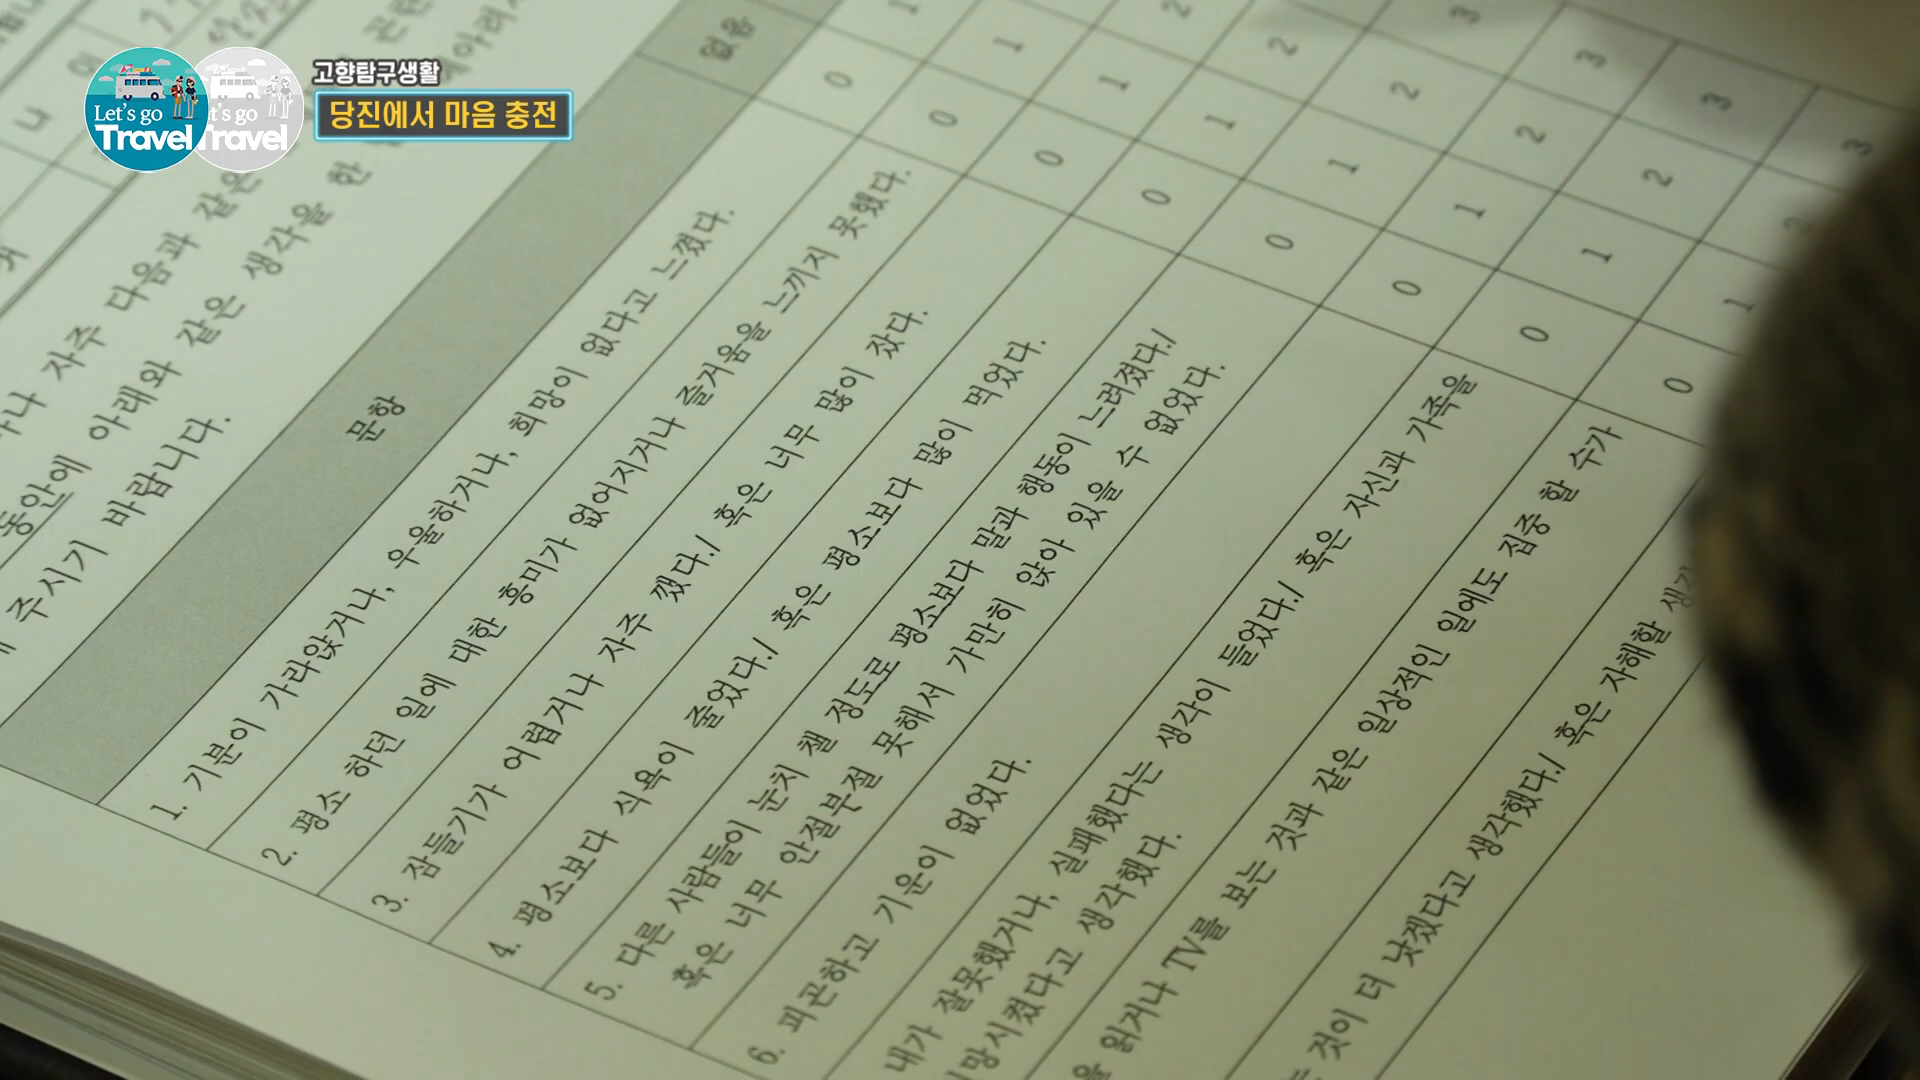 Let's go
Travel
Let's go
Travel
고향탐구생활
당진에서 마음 충전
자주 다음과 같은
동안에 아래와 같은 생각을 한
주시기 바랍니다.
문항
없음
1. 기분이 가라앉거나, 우울하거나, 희망이 없다고 느꼈다. 0 1 2
2. 평소 하던 일에 대한 흥미가 없어지거나 즐거움을 느끼지 못했다. 0 1 2 3
3. 잠들기가 어렵거나 자주 깼다./ 혹은 너무 많이 잤다. 0 1 2 3
4. 평소보다 식욕이 줄었다./ 혹은 평소보다 많이 먹었다. 0 1 2 3
5. 다른 사람들이 눈치 챌 정도로 평소보다 말과 행동이 느려졌다./
혹은 너무 안절부절 못해서 가만히 앉아 있을 수 없었다. 0 1 2 3
6. 피곤하고 기운이 없었다. 0 1 2
내가 잘못했거나, 실패했다는 생각이 들었다./ 혹은 자신과 가족을 0 1
망시켰다고 생각했다.
을 읽거나 TV를 보는 것과 같은 일상적인 일에도 집중 할 수가 0
것이 더 낫겠다고 생각했다./ 혹은 자해할